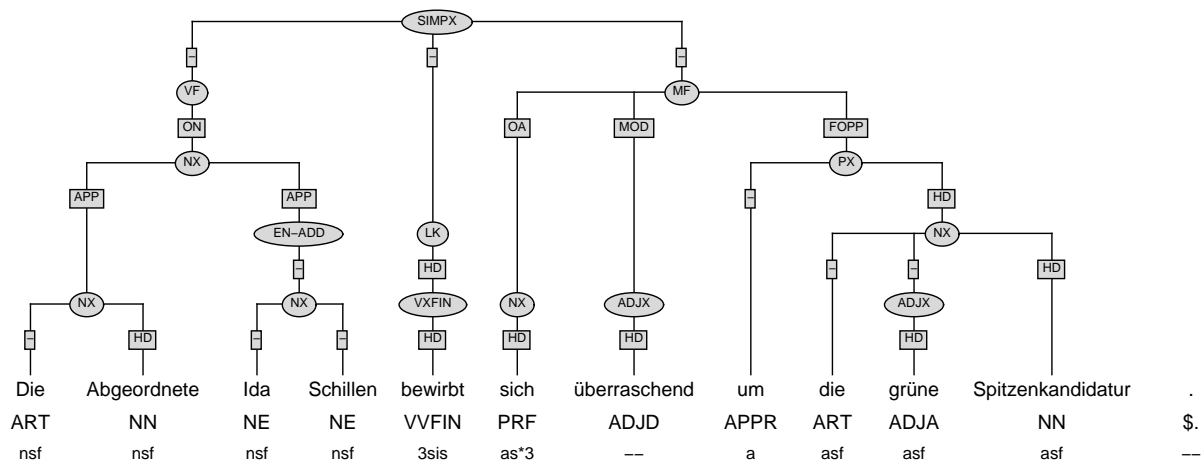 SIMPX
– – –
VF MF
ON OA MOD FOPP
NX PX
APP APP – HD
EN–ADD LK NX
– HD – – HD
NX NX VXFIN NX ADJX ADJX
– HD – – HD HD HD HD
Die Abgeordnete Ida Schillen bewirbt sich überraschend um die grüne Spitzenkandidatur .
ART NN NE NE VVFIN PRF ADJD APPR ART ADJA NN $.
nsf nsf nsf nsf 3sis as*3 –– a asf asf asf ––